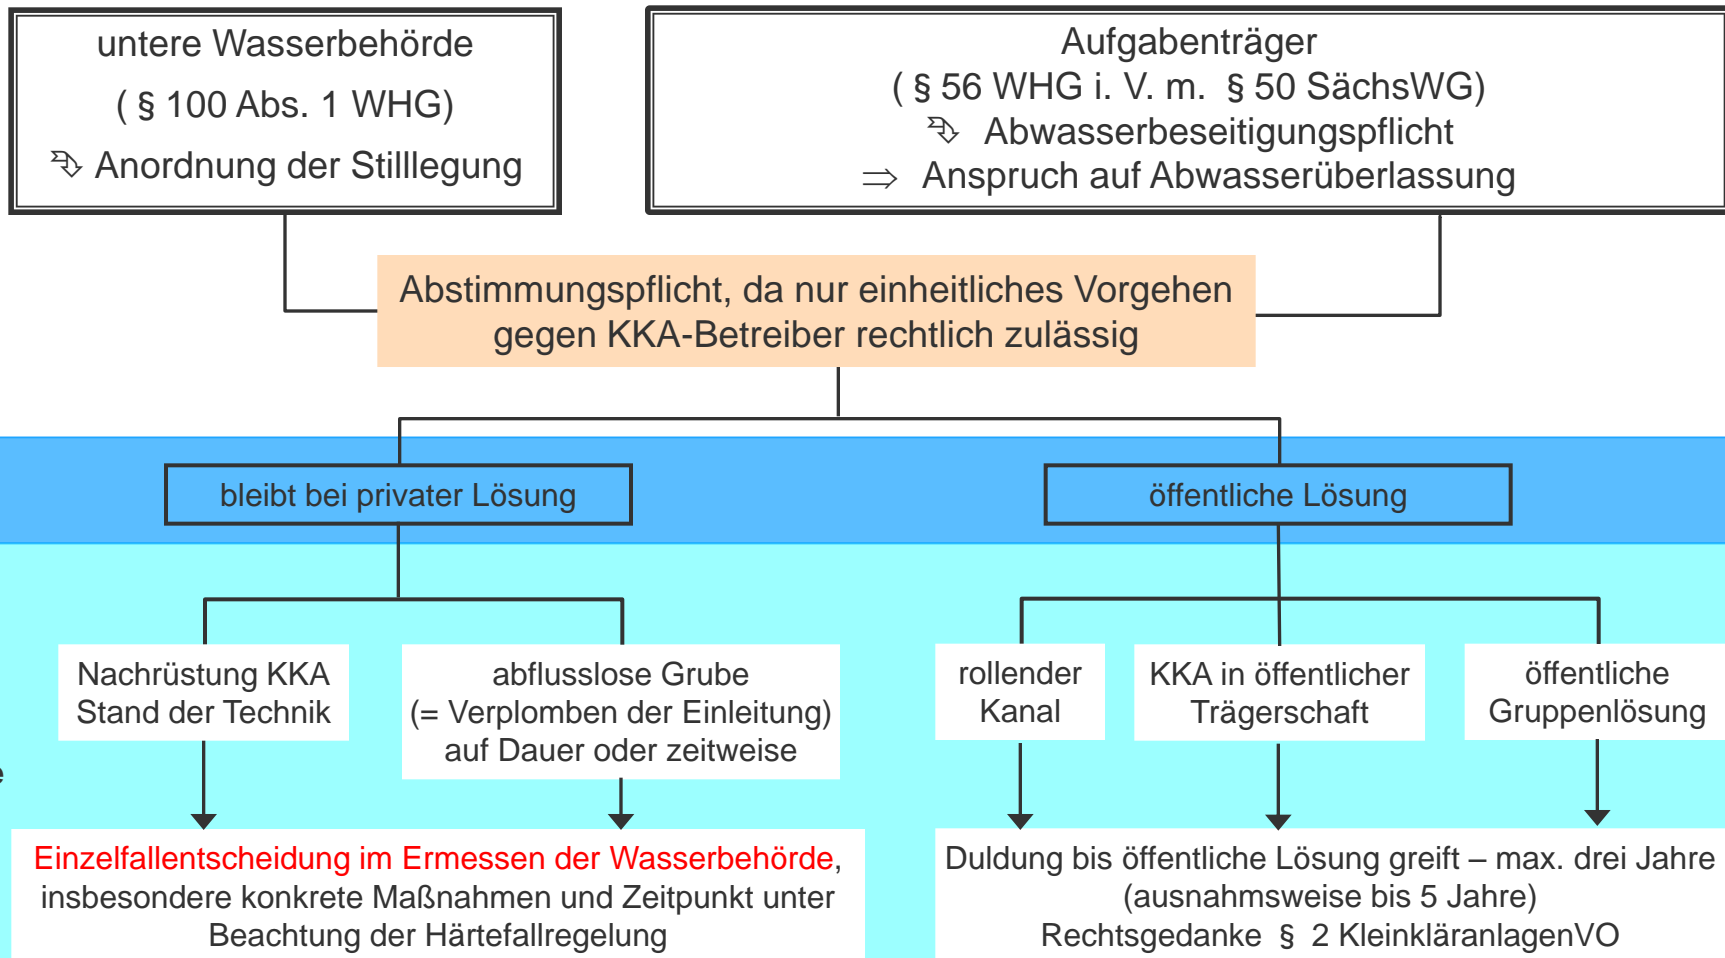 untere Wasserbehörde
( § 100 Abs. 1 WHG)
Anordnung der Stilllegung
Aufgabenträger
( § 56 WHG i. V. m. § 50 SächsWG)
Abwasserbeseitigungspflicht
⇒ Anspruch auf Abwasserüberlassung
Abstimmungspflicht, da nur einheitliches Vorgehen
gegen KKA-Betreiber rechtlich zulässig
bleibt bei privater Lösung
öffentliche Lösung
Nachrüstung KKA
Stand der Technik
abflusslose Grube
(= Verplomben der Einleitung)
auf Dauer oder zeitweise
rollender
Kanal
KKA in öffentlicher
Trägerschaft
öffentliche
Gruppenlösung
Einzelfallentscheidung im Ermessen der Wasserbehörde,
insbesondere konkrete Maßnahmen und Zeitpunkt unter
Beachtung der Härtefallregelung
Duldung bis öffentliche Lösung greift – max. drei Jahre
(ausnahmsweise bis 5 Jahre)
Rechtsgedanke § 2 KleinkläranlagenVO